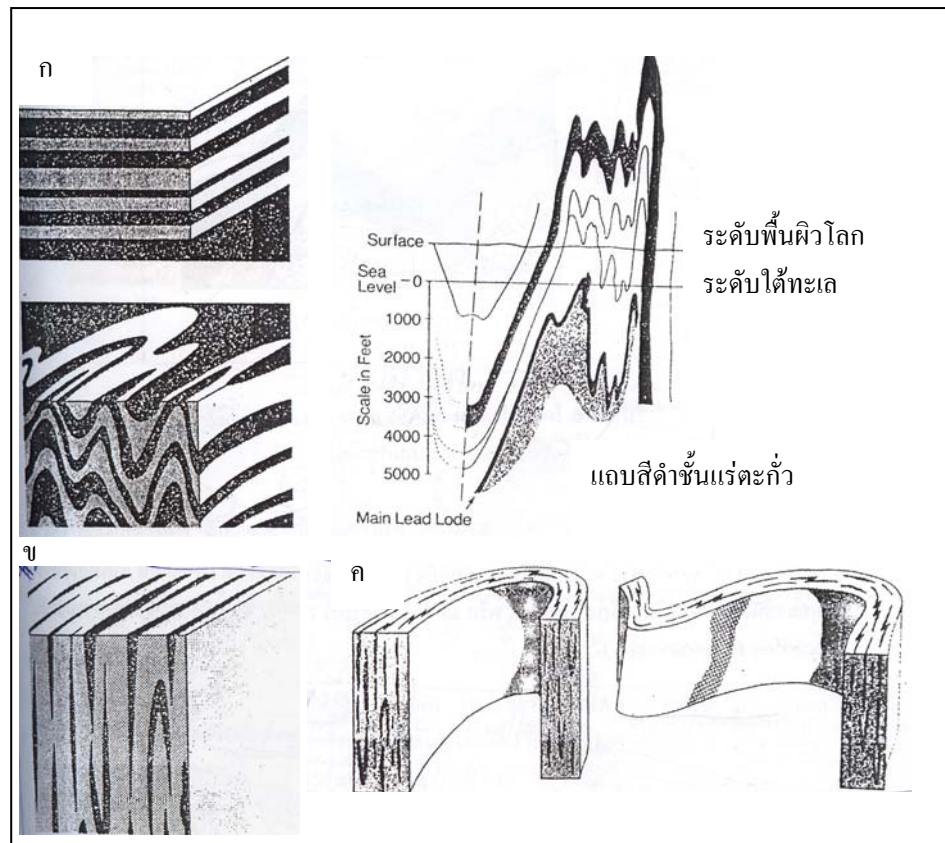 ก
Surface
ระดับพื้นผิวโลก
Sea
Level
0
ระดับใต้ทะเล
1000
2000
3000
4000
5000
Scale in Feet
แถบสีดำชั้นแร่ตะกั่ว
Main Lead Lode
ข
ค